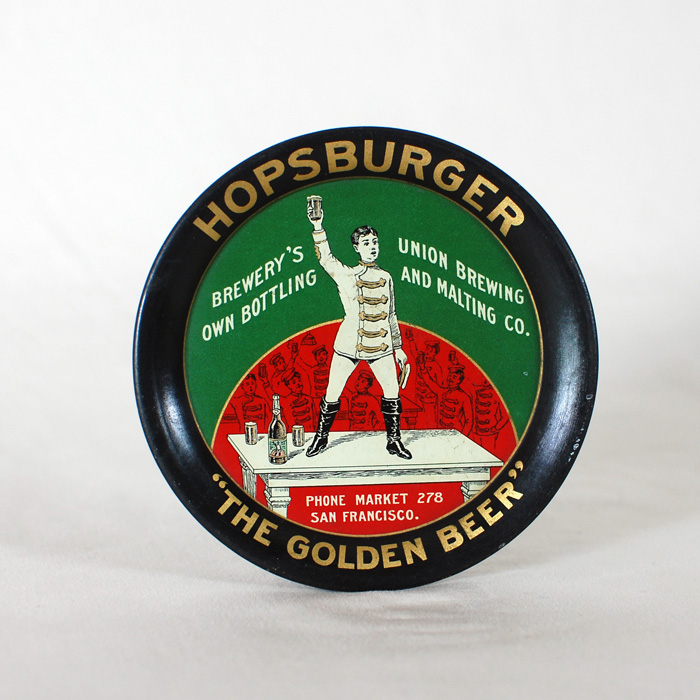 HOPSBURGER
BREWERY'S
OWN BOTTLING
UNION BREWING
AND MALTING CO.
PHONE MARKET 278
SAN FRANCISCO.
"THE GOLDEN BEER"